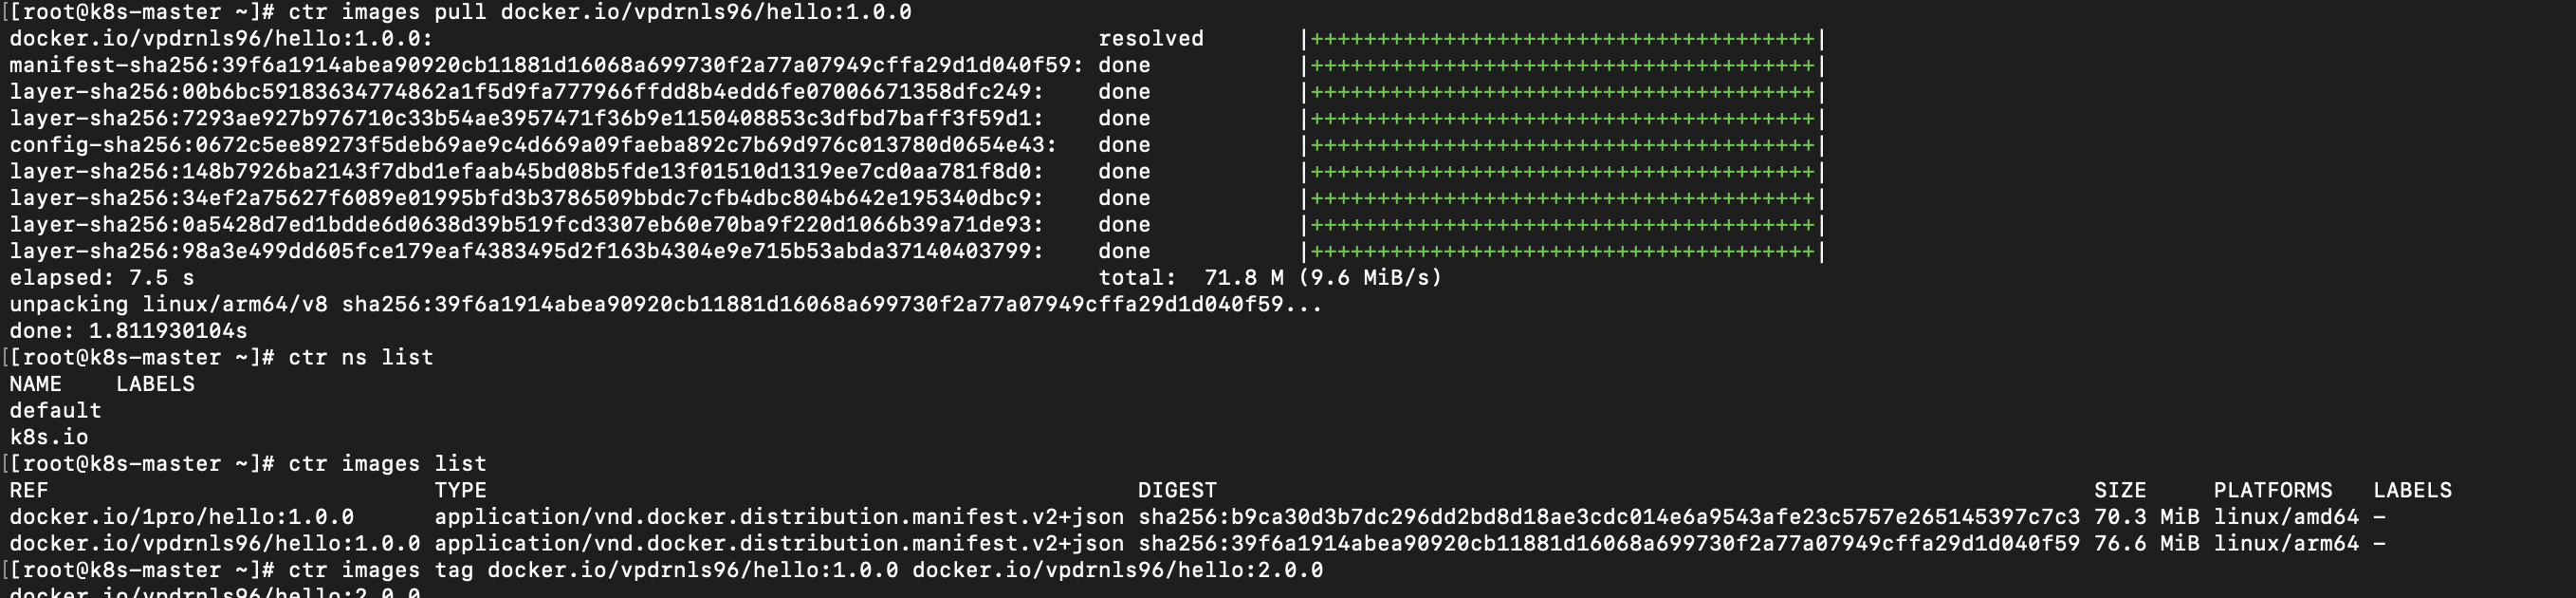 [[root@k8s-master ~]# ctr images pull docker.io/vpdrnls96/hello:1.0.0
docker.io/vpdrnls96/hello:1.0.0: resolved |++++++++++++++++++++++++++++++++++++++|
manifest-sha256:39f6a1914abea90920cb11881d16068a699730f2a77a07949cffa29d1d040f59: done |++++++++++++++++++++++++++++++++++++++|
layer-sha256:00b6bc59183634774862a1f5d9fa777966ffdd8b4edd6fe07006671358dfc249: done |++++++++++++++++++++++++++++++++++++++|
layer-sha256:7293ae927b976710c33b54ae3957471f36b9e1150408853c3dfbd7baff3f59d1: done |++++++++++++++++++++++++++++++++++++++|
config-sha256:0672c5ee89273f5deb69ae9c4d669a09faeba892c7b69d976c013780d0654e43: done |++++++++++++++++++++++++++++++++++++++|
layer-sha256:148b7926ba2143f7dbd1efaab45bd08b5fde13f01510d1319ee7cd0aa781f8d0: done |++++++++++++++++++++++++++++++++++++++|
layer-sha256:34ef2a75627f6089e01995bfd3b3786509bbdc7cfb4dbc804b642e195340dbc9: done |++++++++++++++++++++++++++++++++++++++|
layer-sha256:0a5428d7ed1bdde6d0638d39b519fcd3307eb60e70ba9f220d1066b39a71de93: done |++++++++++++++++++++++++++++++++++++++|
layer-sha256:98a3e499dd605fce179eaf4383495d2f163b4304e9e715b53abda37140403799: done |++++++++++++++++++++++++++++++++++++++|
elapsed: 7.5 s total: 71.8 M (9.6 MiB/s)
unpacking linux/arm64/v8 sha256:39f6a1914abea90920cb11881d16068a699730f2a77a07949cffa29d1d040f59...
done: 1.811930104s
[[root@k8s-master ~]# ctr ns list
NAME LABELS
default
k8s.io
[[root@k8s-master ~]# ctr images list
REF TYPE DIGEST SIZE PLATFORMS LABELS
docker.io/1pro/hello:1.0.0 application/vnd.docker.distribution.manifest.v2+json sha256:b9ca30d3b7dc296dd2bd8d18ae3cdc014e6a9543afe23c5757e265145397c7c3 70.3 MiB linux/amd64 -
docker.io/vpdrnls96/hello:1.0.0 application/vnd.docker.distribution.manifest.v2+json sha256:39f6a1914abea90920cb11881d16068a699730f2a77a07949cffa29d1d040f59 76.6 MiB linux/arm64 -
[[root@k8s-master ~]# ctr images tag docker.io/vpdrnls96/hello:1.0.0 docker.io/vpdrnls96/hello:2.0.0
docker.io/vpdrnls96/hello:2.0.0